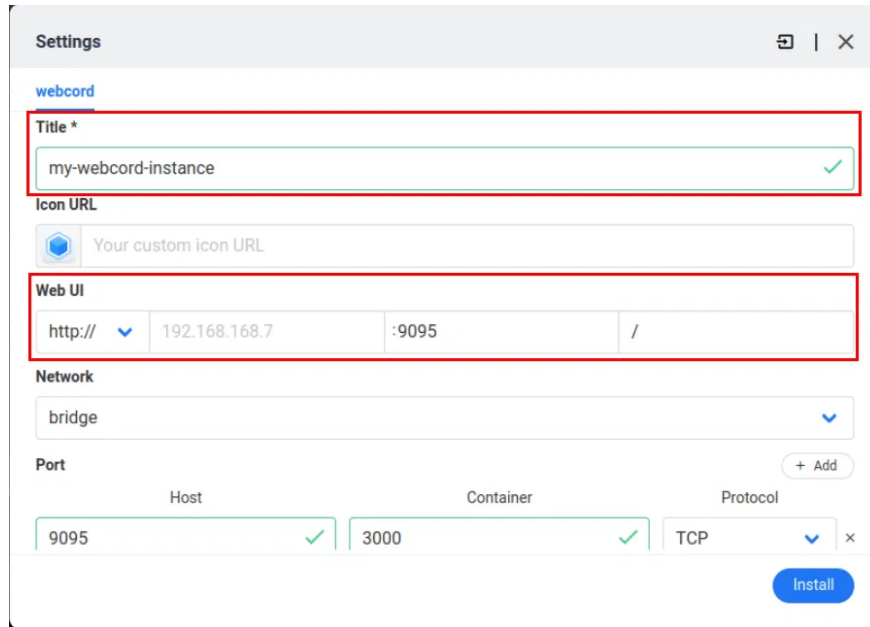 Settings
webcord
Title *
my-webcord-instance
Icon URL
Your custom icon URL
Web UI
http:// 192.168.168.7 :9095 /
Network
bridge
Port + Add
Host Container Protocol
9095 3000 TCP ×
Install